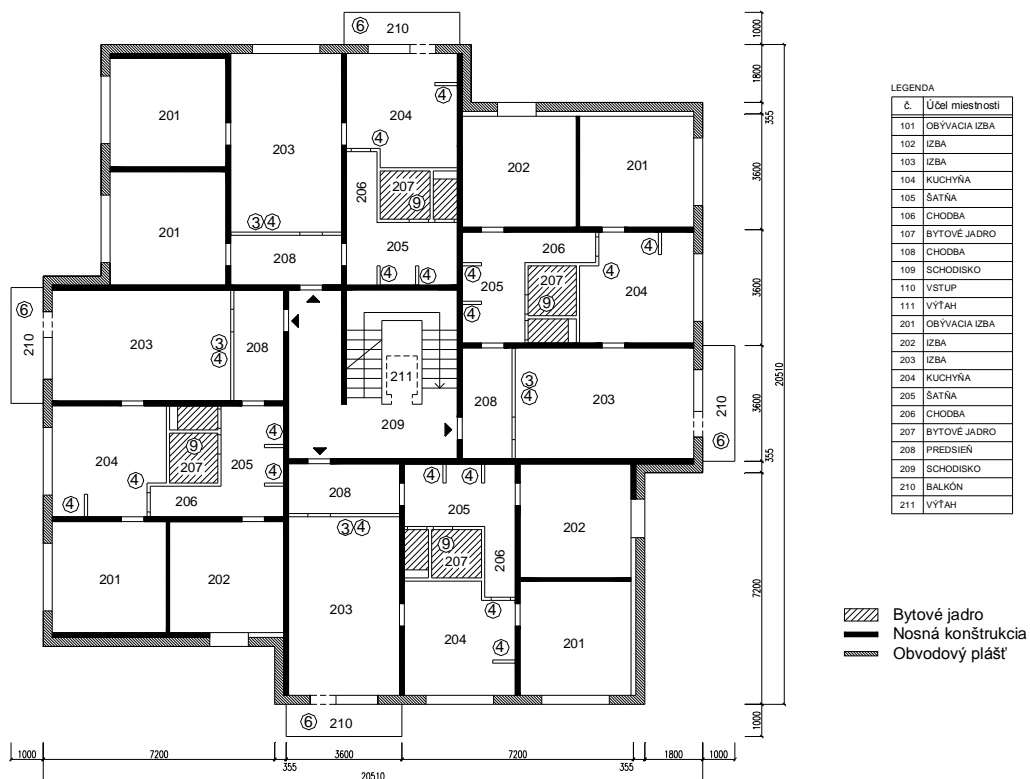 ⑥ 210
1000
201 203 204 ④
1800
④
355
206 207 ⑨
202 201
3600
201 ③④ 205
208 ④ ④
206 ④
④ 205 207 ④ 204
⑨
④
3600
⑥ 210
203 ③④ 208
211
209
208 ③④ 203
210 ⑥
3600
20510
355
204 ④ ⑨ 207 205 ④
④ 206 ④
④ ④
208 205
③④ ⑨ 207 206
202
201 202
203 204 ④ ④ 201
7200
⑥ 210
1000
1000 7200 355 3600 7200 355 1800 1000
20510
LEGENDA
č. Účel miestnosti
101 OBÝVACIA IZBA
102 IZBA
103 IZBA
104 KUCHYŇA
105 ŠATŇA
106 CHODBA
107 BYTOVÉ JADRO
108 CHODBA
109 SCHODISKO
110 VSTUP
111 VÝŤAH
201 OBÝVACIA IZBA
202 IZBA
203 IZBA
204 KUCHYŇA
205 ŠATŇA
206 CHODBA
207 BYTOVÉ JADRO
208 PREDSIEŇ
209 SCHODISKO
210 BALKÓN
211 VÝŤAH
Bytové jadro
Nosná konštrukcia
Obvodový plášť